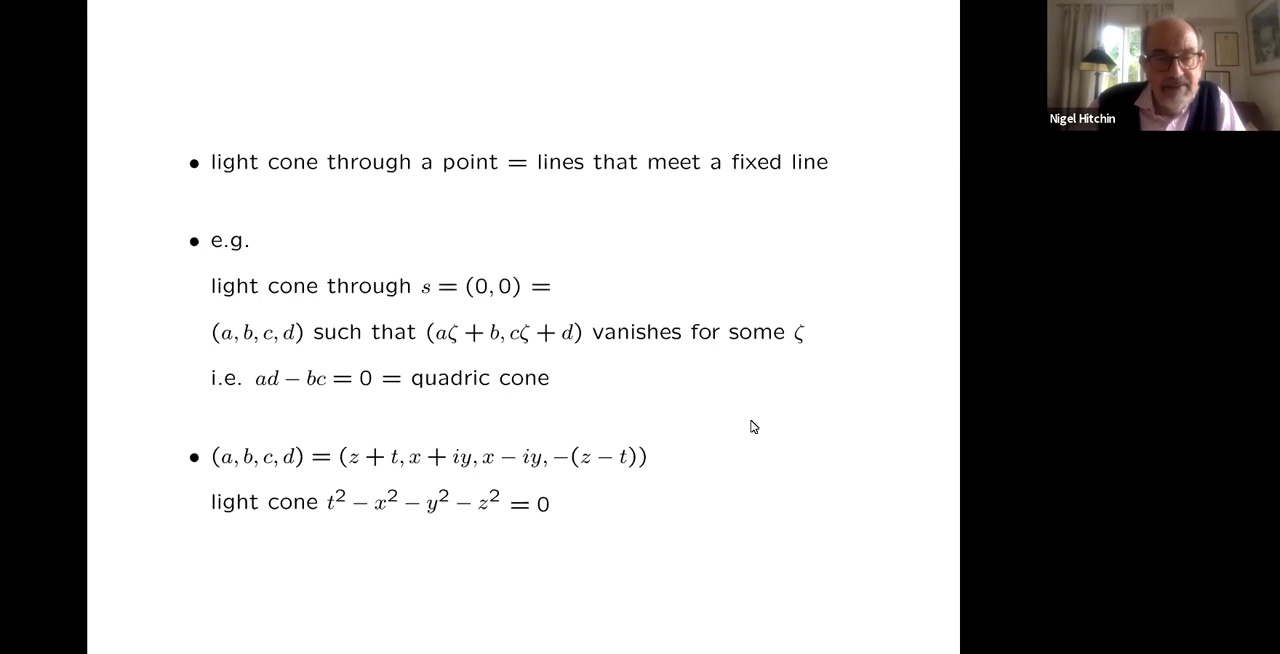 • light cone through a point = lines that meet a fixed line
• e.g.
light cone through s = (0, 0) =
(a, b, c, d) such that (aζ + b, cζ + d) vanishes for some ζ
i.e. ad − bc = 0 = quadric cone
• (a, b, c, d) = (z + t, x + iy, x − iy, −(z − t))
light cone t² − x² − y² − z² = 0
Nigel Hitchin